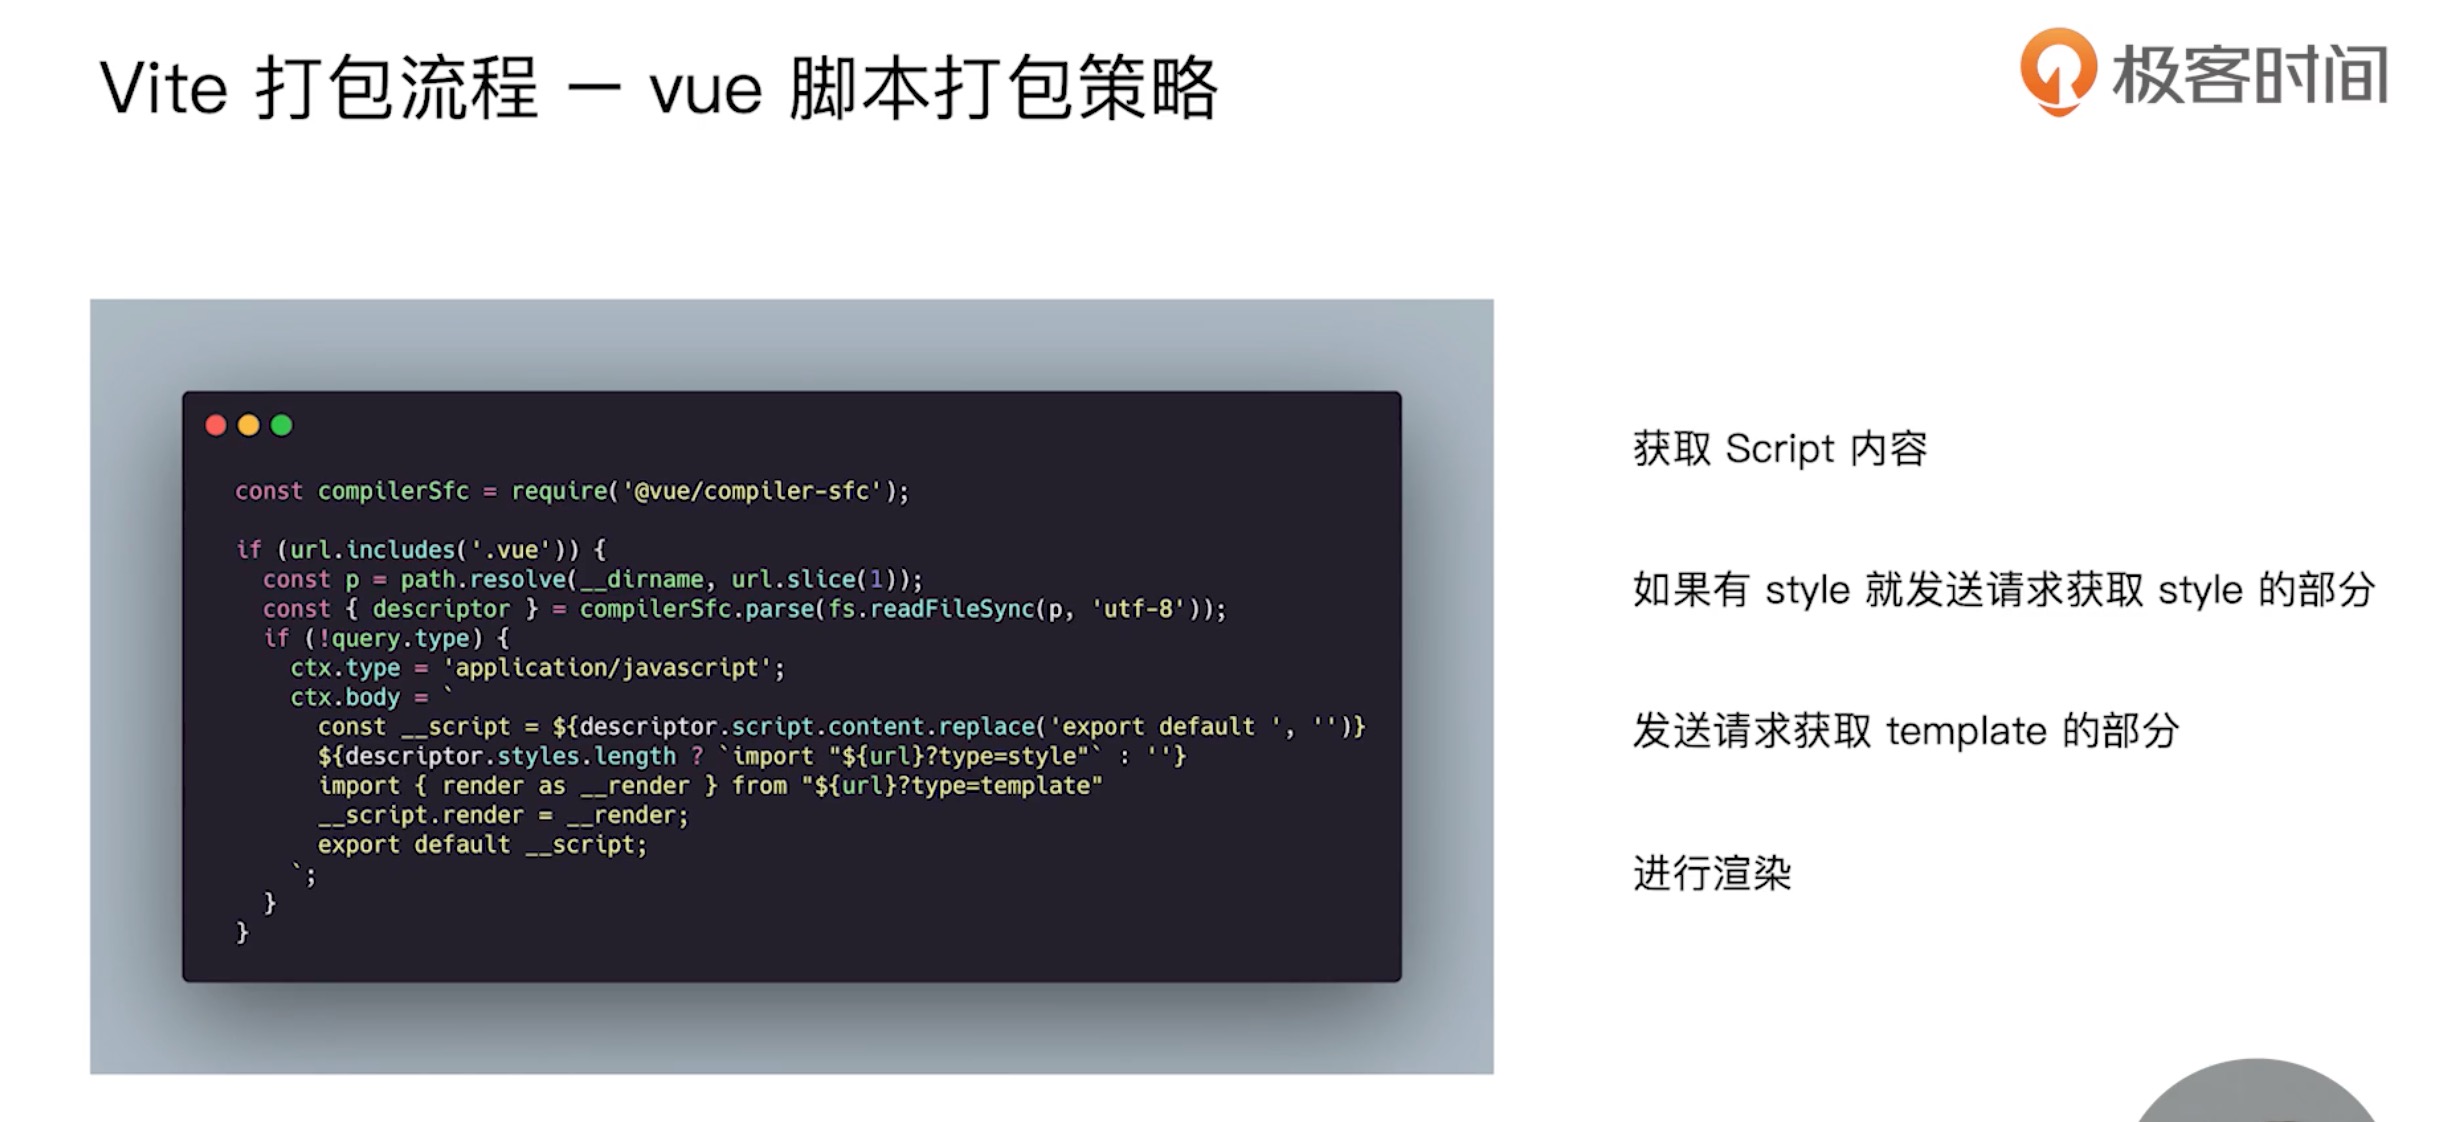 Vite 打包流程 — vue 脚本打包策略
极客时间
const compilerSfc = require('@vue/compiler-sfc');
if (url.includes('.vue')) {
const p = path.resolve(__dirname, url.slice(1));
const { descriptor } = compilerSfc.parse(fs.readFileSync(p, 'utf-8'));
if (!query.type) {
ctx.type = 'application/javascript';
ctx.body = `
const __script = ${descriptor.script.content.replace('export default ', '')}
${descriptor.styles.length ? `import "${url}?type=style"` : ''}
import { render as __render } from "${url}?type=template"
__script.render = __render;
export default __script;
`;
}
}
获取 Script 内容
如果有 style 就发送请求获取 style 的部分
发送请求获取 template 的部分
进行渲染